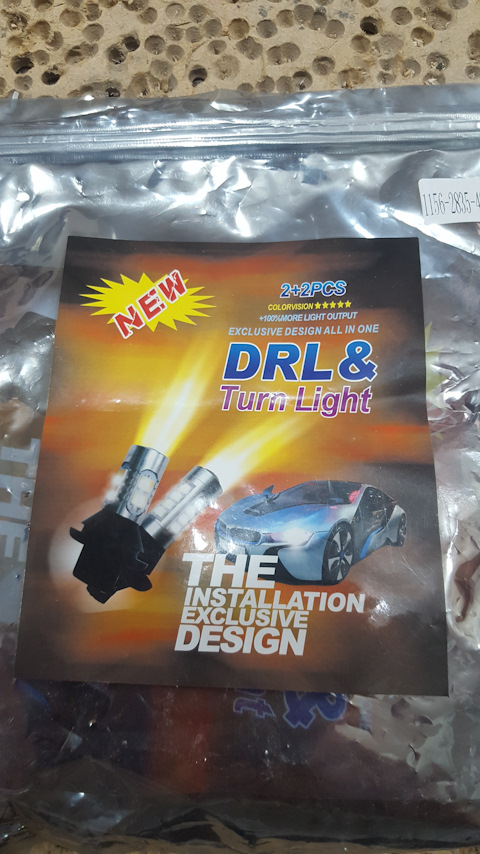 1156-2835-4
NEW
2+2PCS
COLORVISION ★★★★★
+100%MORE LIGHT OUTPUT
EXCLUSIVE DESIGN ALL IN ONE
DRL &
Turn Light
THE
INSTALLATION
EXCLUSIVE
DESIGN